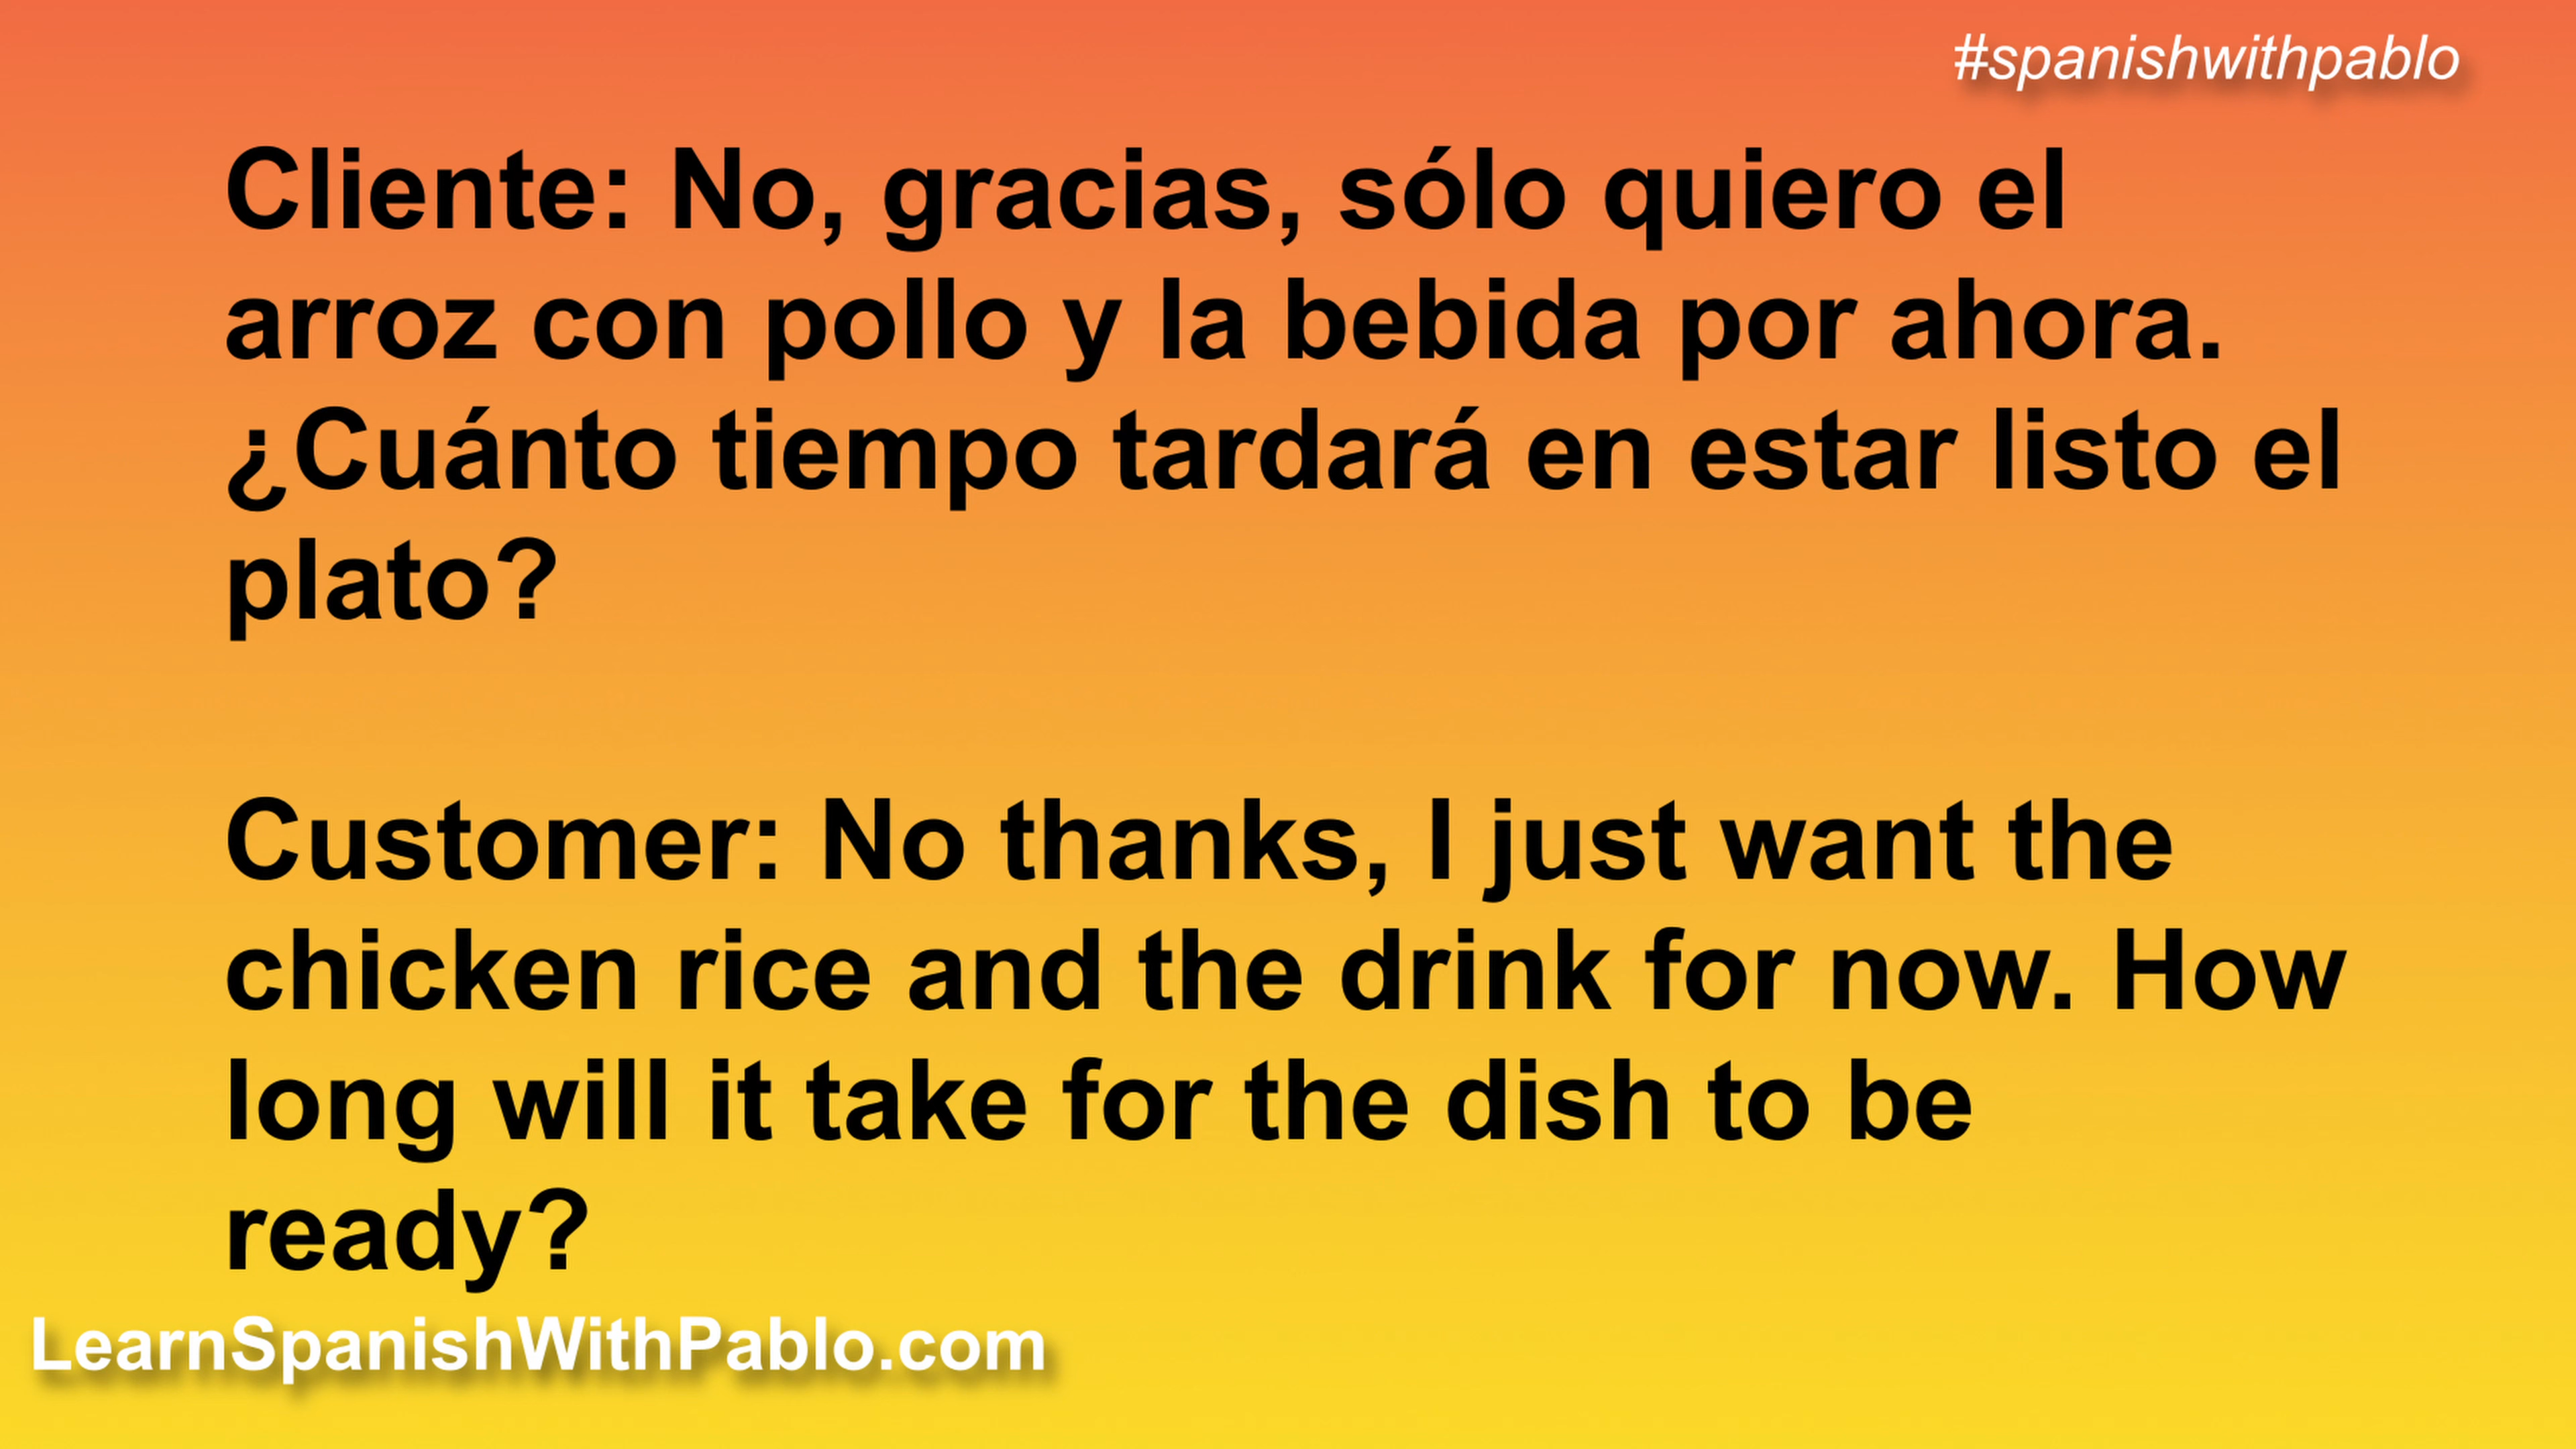 #spanishwithpablo
Cliente: No, gracias, sólo quiero el
arroz con pollo y la bebida por ahora.
¿Cuánto tiempo tardará en estar listo el
plato?
Customer: No thanks, I just want the
chicken rice and the drink for now. How
long will it take for the dish to be
ready?
LearnSpanishWithPablo.com